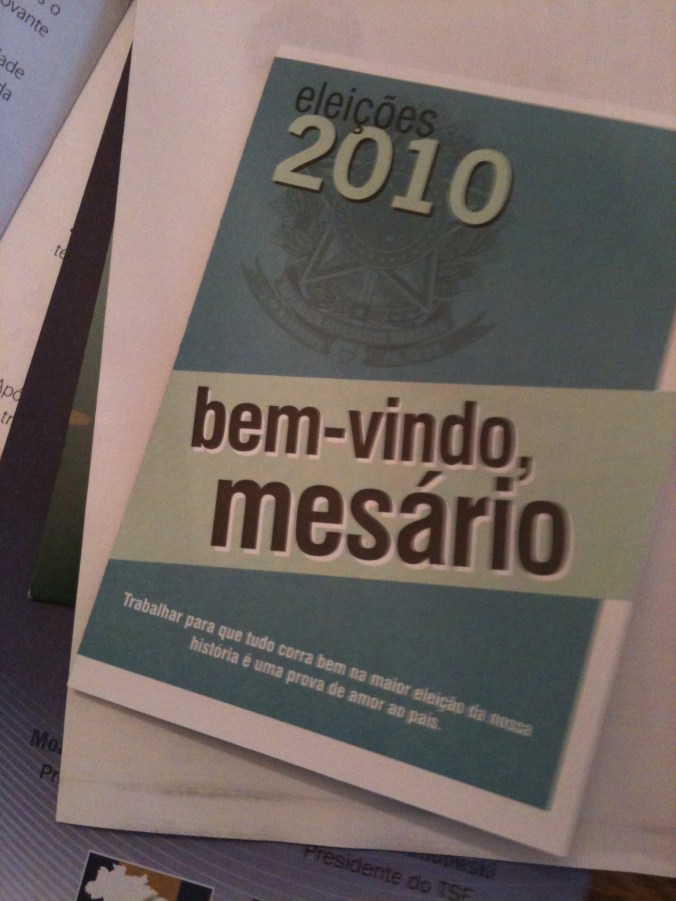 ovante
eleições
2010
bem-vindo,
mesário
Trabalhar para que tudo corra bem na maior eleição da nossa
história é uma prova de amor ao país.
Presidente do TSE